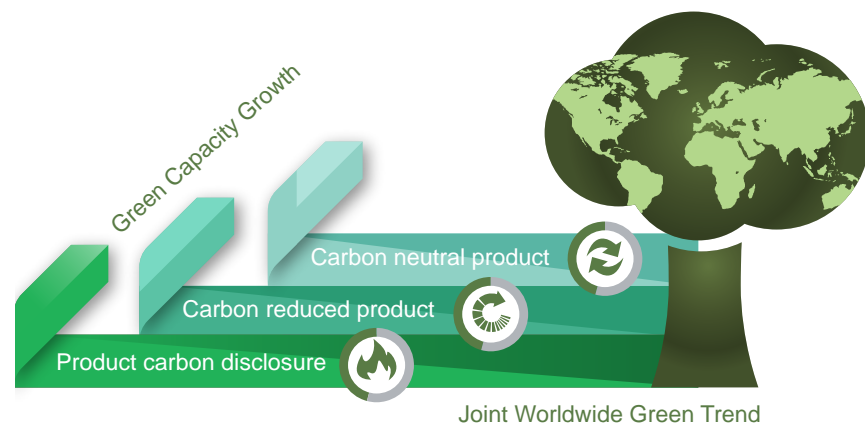 Green Capacity Growth
Carbon neutral product
Carbon reduced product
Product carbon disclosure
Joint Worldwide Green Trend